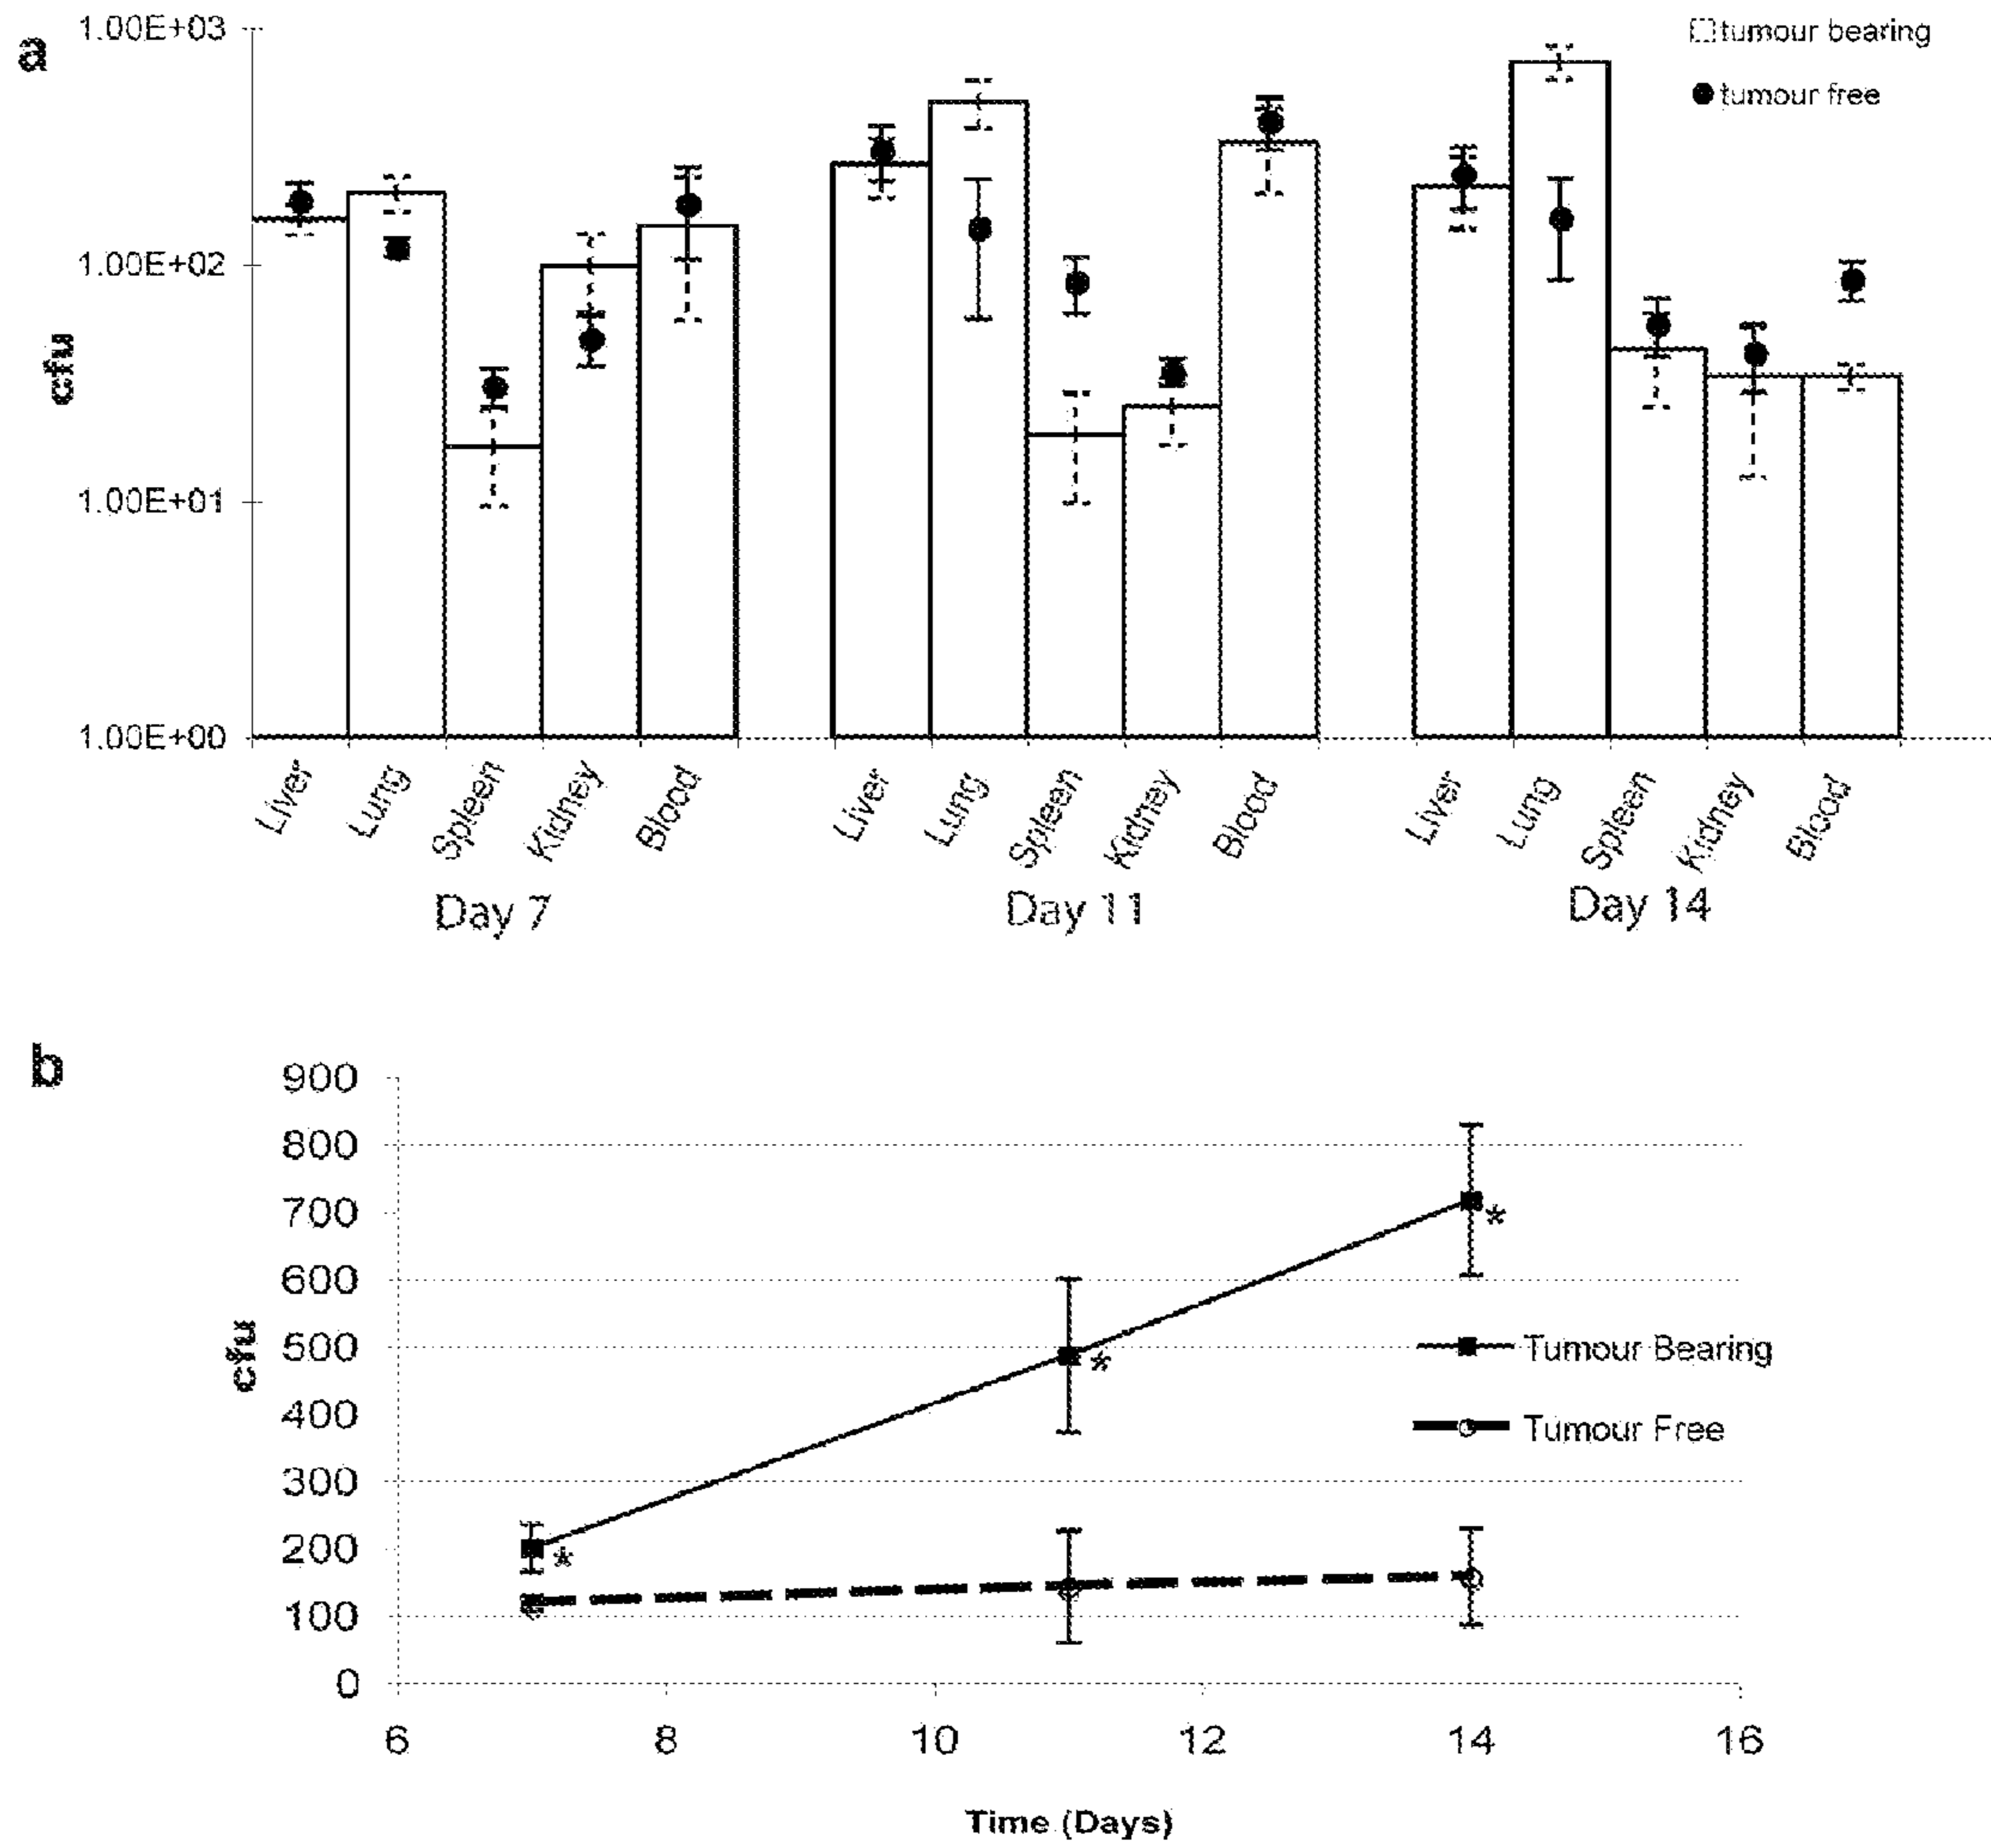 a
1.00E+03
tumour bearing
tumour free
1.00E+02
cfu
1.00E+01
1.00E+00
Liver Lung Spleen Kidney Blood Liver Lung Spleen Kidney Blood Liver Lung Spleen Kidney Blood
Day 7 Day 11 Day 14
b
900
800
700
*
600
cfu
500
*
Tumour Bearing
400
Tumour Free
300
200
*
100
0
6 8 10 12 14 16
Time (Days)